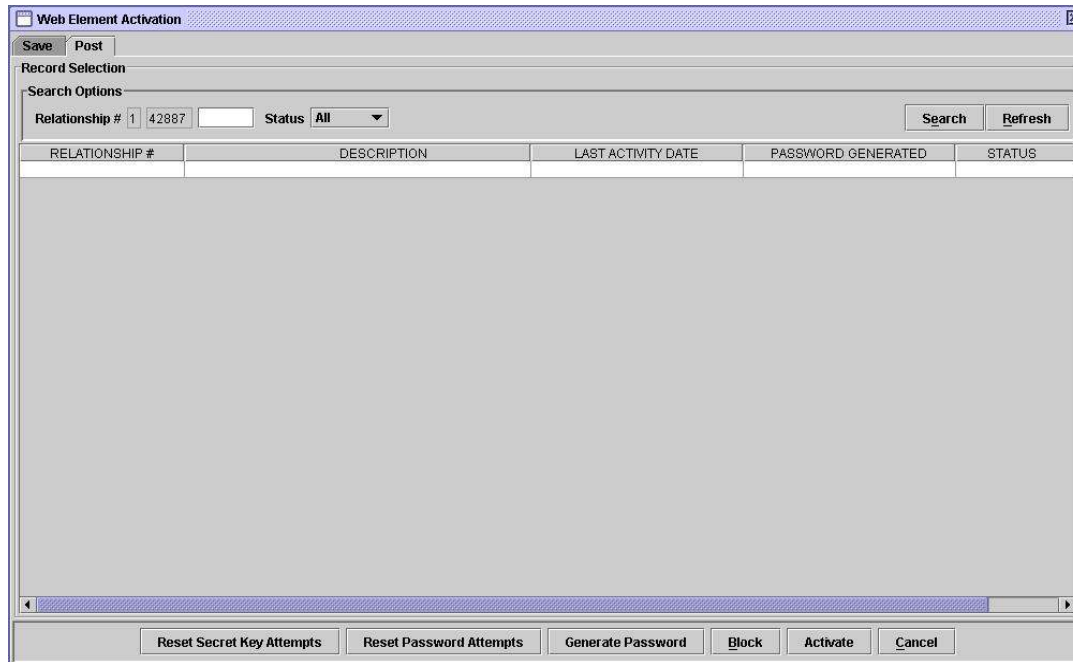 Web Element Activation
Save Post
Record Selection
Search Options
Relationship # 1 42887 Status All Search Refresh
RELATIONSHIP # DESCRIPTION LAST ACTIVITY DATE PASSWORD GENERATED STATUS
Reset Secret Key Attempts Reset Password Attempts Generate Password Block Activate Cancel